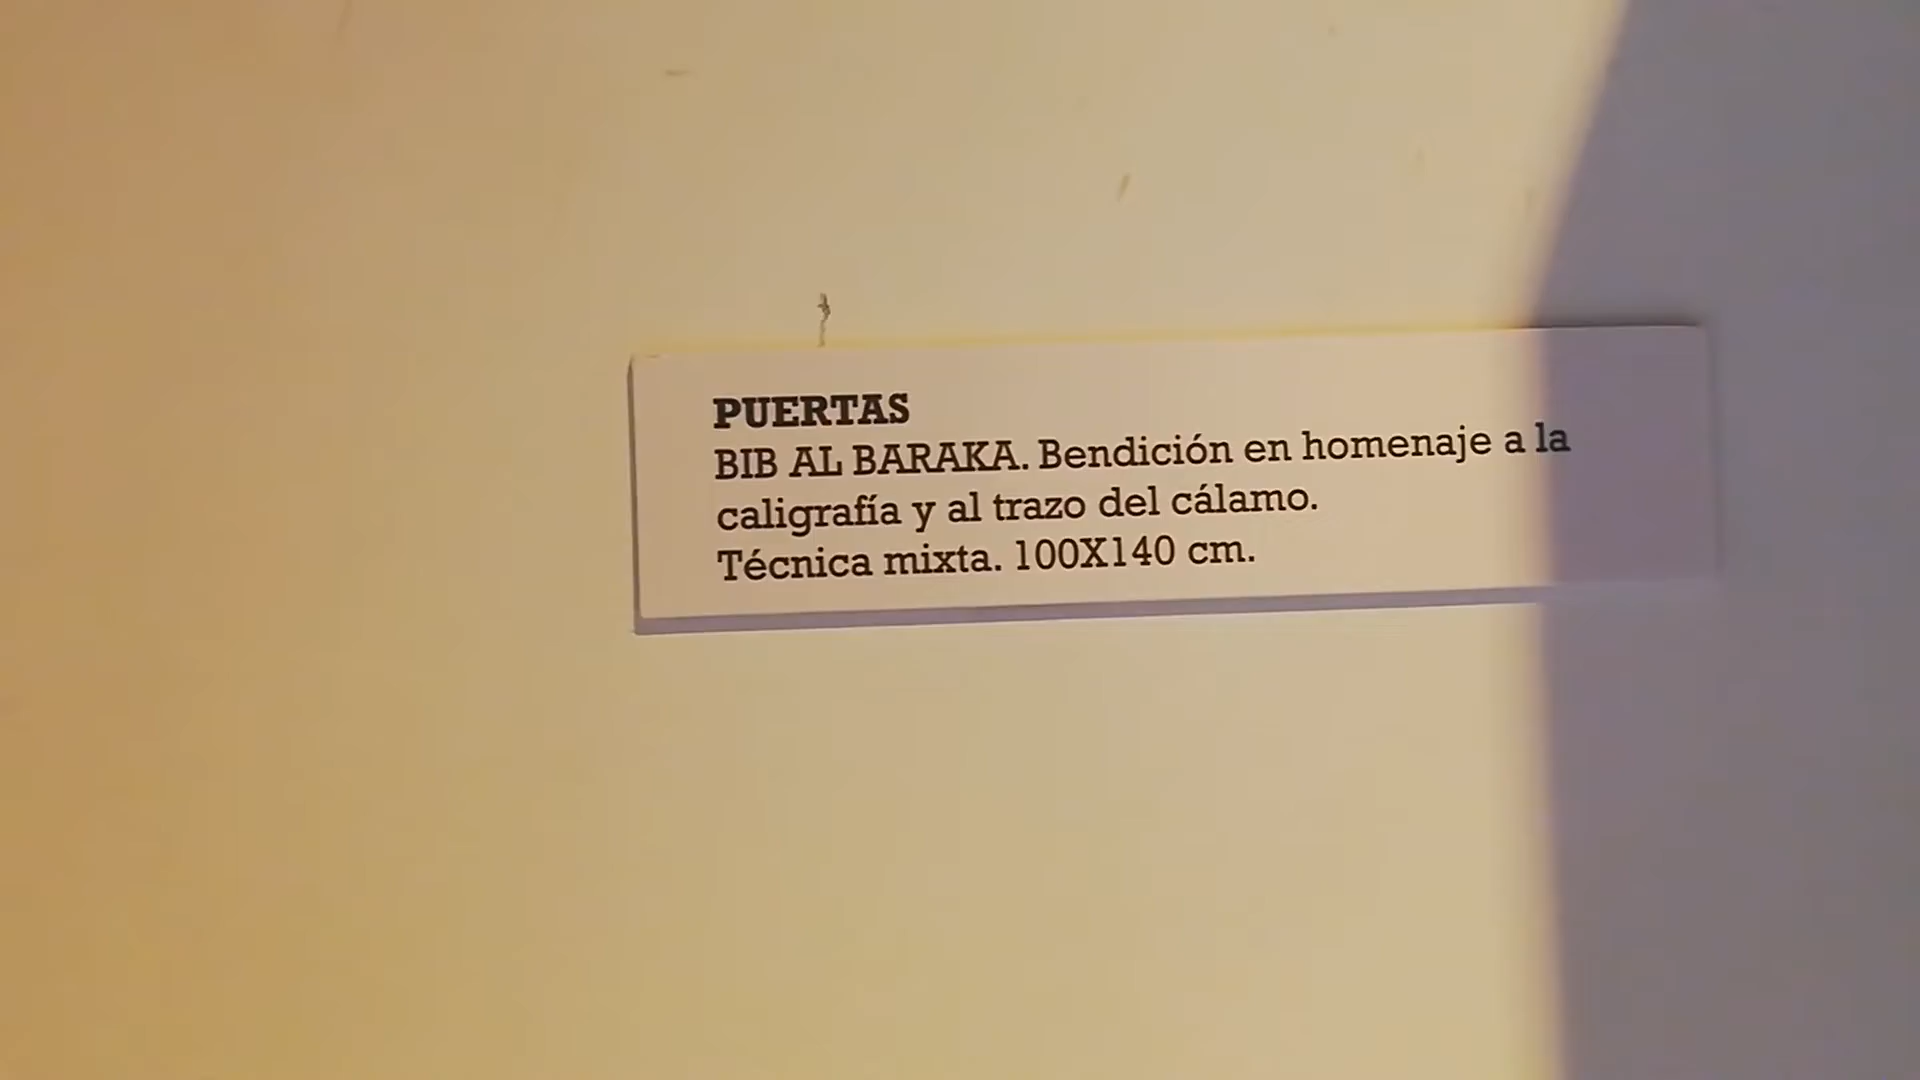 PUERTAS
BIB AL BARAKA. Bendición en homenaje a la
caligrafía y al trazo del cálamo.
Técnica mixta. 100X140 cm.